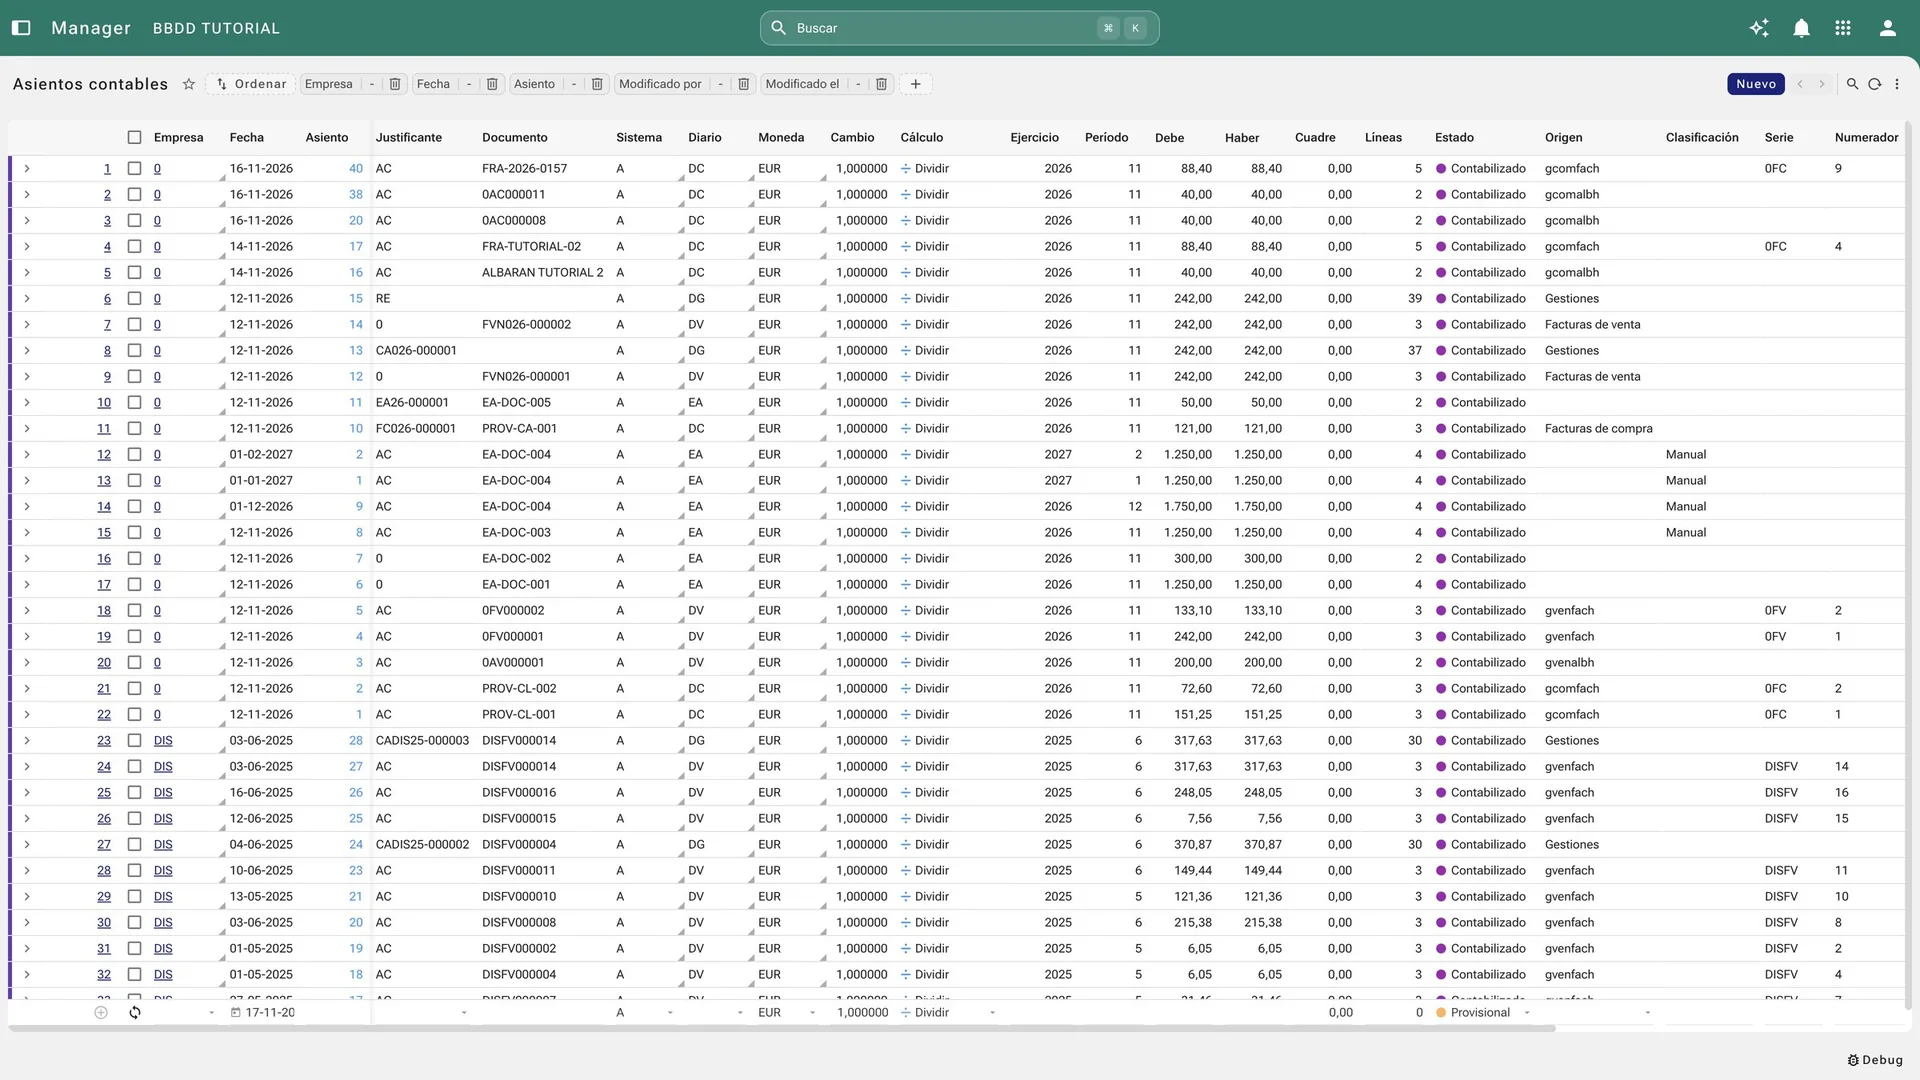 Manager BBDD TUTORIAL Buscar ⌘ K
Asientos contables Ordenar Empresa - Fecha - Asiento - Modificado por - Modificado el - + Nuevo
Empresa Fecha Asiento Justificante Documento Sistema Diario Moneda Cambio Cálculo Ejercicio Período Debe Haber Cuadre Líneas Estado Origen Clasificación Serie Numerador
1 0 16-11-2026 40 AC FRA-2026-0157 A DC EUR 1,000000 Dividir 2026 11 88,40 88,40 0,00 5 Contabilizado gcomfach 0FC 9
2 0 16-11-2026 38 AC 0AC000011 A DC EUR 1,000000 Dividir 2026 11 40,00 40,00 0,00 2 Contabilizado gcomalbh
3 0 16-11-2026 20 AC 0AC000008 A DC EUR 1,000000 Dividir 2026 11 40,00 40,00 0,00 2 Contabilizado gcomalbh
4 0 14-11-2026 17 AC FRA-TUTORIAL-02 A DC EUR 1,000000 Dividir 2026 11 88,40 88,40 0,00 5 Contabilizado gcomfach 0FC 4
5 0 14-11-2026 16 AC ALBARAN TUTORIAL 2 A DC EUR 1,000000 Dividir 2026 11 40,00 40,00 0,00 2 Contabilizado gcomalbh
6 0 12-11-2026 15 RE A DG EUR 1,000000 Dividir 2026 11 242,00 242,00 0,00 39 Contabilizado Gestiones
7 0 12-11-2026 14 0 FVN026-000002 A DV EUR 1,000000 Dividir 2026 11 242,00 242,00 0,00 3 Contabilizado Facturas de venta
8 0 12-11-2026 13 CA026-000001 A DG EUR 1,000000 Dividir 2026 11 242,00 242,00 0,00 37 Contabilizado Gestiones
9 0 12-11-2026 12 0 FVN026-000001 A DV EUR 1,000000 Dividir 2026 11 242,00 242,00 0,00 3 Contabilizado Facturas de venta
10 0 12-11-2026 11 EA26-000001 EA-DOC-005 A EA EUR 1,000000 Dividir 2026 11 50,00 50,00 0,00 2 Contabilizado
11 0 12-11-2026 10 FC026-000001 PROV-CA-001 A DC EUR 1,000000 Dividir 2026 11 121,00 121,00 0,00 3 Contabilizado Facturas de compra
12 0 01-02-2027 2 AC EA-DOC-004 A EA EUR 1,000000 Dividir 2027 2 1.250,00 1.250,00 0,00 4 Contabilizado Manual
13 0 01-01-2027 1 AC EA-DOC-004 A EA EUR 1,000000 Dividir 2027 1 1.250,00 1.250,00 0,00 4 Contabilizado Manual
14 0 01-12-2026 9 AC EA-DOC-004 A EA EUR 1,000000 Dividir 2026 12 1.750,00 1.750,00 0,00 4 Contabilizado Manual
15 0 12-11-2026 8 AC EA-DOC-003 A EA EUR 1,000000 Dividir 2026 11 1.250,00 1.250,00 0,00 4 Contabilizado Manual
16 0 12-11-2026 7 0 EA-DOC-002 A EA EUR 1,000000 Dividir 2026 11 300,00 300,00 0,00 2 Contabilizado
17 0 12-11-2026 6 0 EA-DOC-001 A EA EUR 1,000000 Dividir 2026 11 1.250,00 1.250,00 0,00 4 Contabilizado
18 0 12-11-2026 5 AC 0FV000002 A DV EUR 1,000000 Dividir 2026 11 133,10 133,10 0,00 3 Contabilizado gvenfach 0FV 2
19 0 12-11-2026 4 AC 0FV000001 A DV EUR 1,000000 Dividir 2026 11 242,00 242,00 0,00 3 Contabilizado gvenfach 0FV 1
20 0 12-11-2026 3 AC 0AV000001 A DV EUR 1,000000 Dividir 2026 11 200,00 200,00 0,00 2 Contabilizado gvenalbh
21 0 12-11-2026 2 AC PROV-CL-002 A DC EUR 1,000000 Dividir 2026 11 72,60 72,60 0,00 3 Contabilizado gcomfach 0FC 2
22 0 12-11-2026 1 AC PROV-CL-001 A DC EUR 1,000000 Dividir 2026 11 151,25 151,25 0,00 3 Contabilizado gcomfach 0FC 1
23 DIS 03-06-2025 28 CADIS25-000003 DISFV000014 A DG EUR 1,000000 Dividir 2025 6 317,63 317,63 0,00 30 Contabilizado Gestiones
24 DIS 03-06-2025 27 AC DISFV000014 A DV EUR 1,000000 Dividir 2025 6 317,63 317,63 0,00 3 Contabilizado gvenfach DISFV 14
25 DIS 16-06-2025 26 AC DISFV000016 A DV EUR 1,000000 Dividir 2025 6 248,05 248,05 0,00 3 Contabilizado gvenfach DISFV 16
26 DIS 12-06-2025 25 AC DISFV000015 A DV EUR 1,000000 Dividir 2025 6 7,56 7,56 0,00 3 Contabilizado gvenfach DISFV 15
27 DIS 04-06-2025 24 CADIS25-000002 DISFV000004 A DG EUR 1,000000 Dividir 2025 6 370,87 370,87 0,00 30 Contabilizado Gestiones
28 DIS 10-06-2025 23 AC DISFV000011 A DV EUR 1,000000 Dividir 2025 6 149,44 149,44 0,00 3 Contabilizado gvenfach DISFV 11
29 DIS 13-05-2025 21 AC DISFV000010 A DV EUR 1,000000 Dividir 2025 5 121,36 121,36 0,00 3 Contabilizado gvenfach DISFV 10
30 DIS 03-06-2025 20 AC DISFV000008 A DV EUR 1,000000 Dividir 2025 6 215,38 215,38 0,00 3 Contabilizado gvenfach DISFV 8
31 DIS 01-05-2025 19 AC DISFV000002 A DV EUR 1,000000 Dividir 2025 5 6,05 6,05 0,00 3 Contabilizado gvenfach DISFV 2
32 DIS 01-05-2025 18 AC DISFV000004 A DV EUR 1,000000 Dividir 2025 5 6,05 6,05 0,00 3 Contabilizado gvenfach DISFV 4
17-11-20 A EUR 1,000000 Dividir 0,00 0 Provisional
Debug